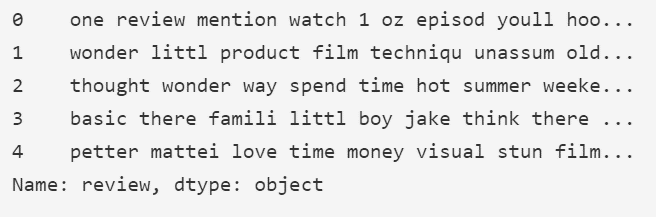 0    one review mention watch 1 oz episod youll hoo...
1    wonder littl product film techniqu unassum old...
2    thought wonder way spend time hot summer weeke...
3    basic there famili littl boy jake think there ...
4    petter mattei love time money visual stun film...
Name: review, dtype: object